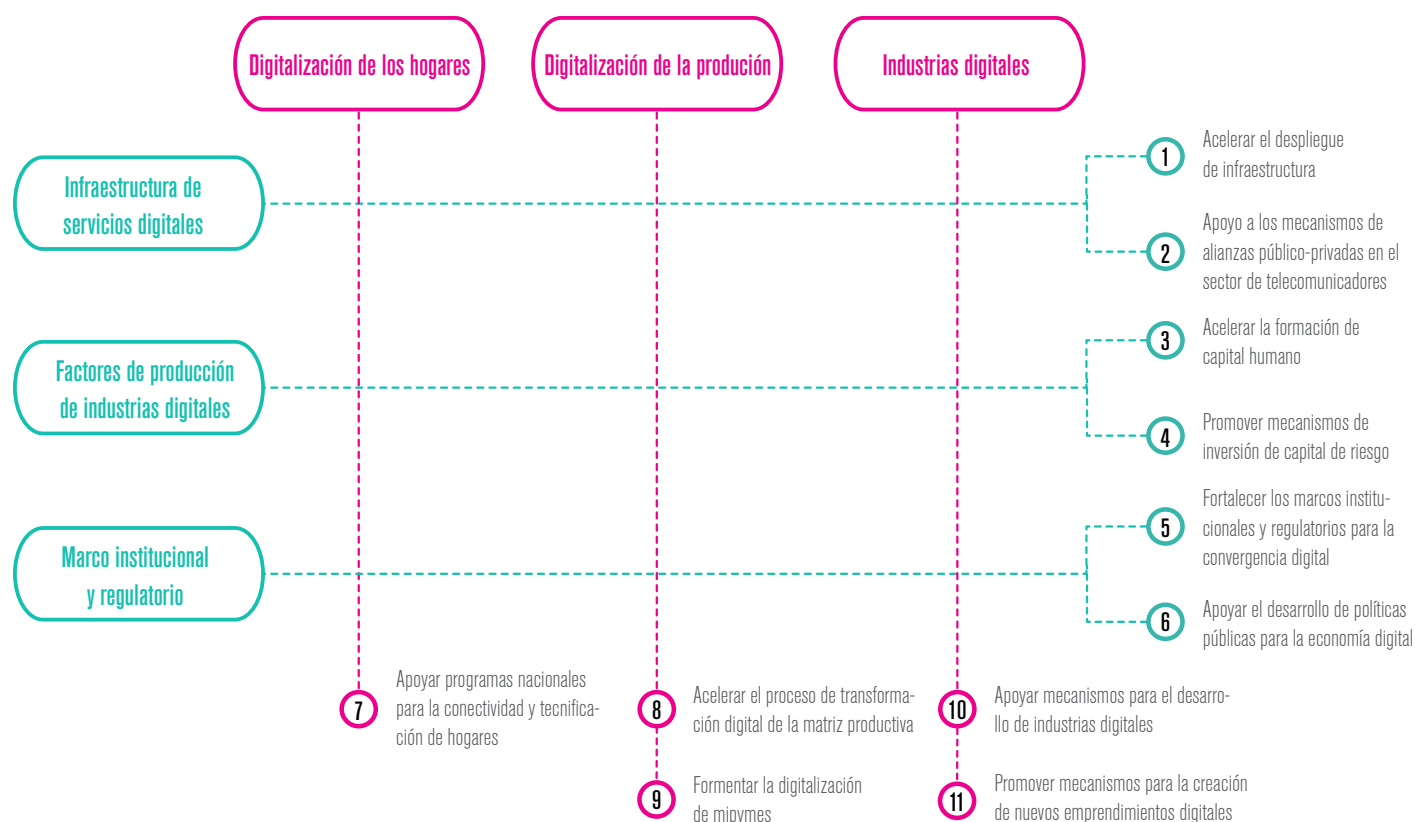 Digitalización de los hogares
Digitalización de la produción
Industrias digitales
Infraestructura de
servicios digitales
1
Acelerar el despliegue
de infraestructura
2
Apoyo a los mecanismos de
alianzas público-privadas en el
sector de telecomunicadores
Factores de producción
de industrias digitales
3
Acelerar la formación de
capital humano
4
Promover mecanismos de
inversión de capital de riesgo
Marco institucional
y regulatorio
5
Fortalecer los marcos institu-
cionales y regulatorios para la
convergencia digital
6
Apoyar el desarrollo de políticas
públicas para la economía digital
7
Apoyar programas nacionales
para la conectividad y tecnifica-
ción de hogares
8
Acelerar el proceso de transforma-
ción digital de la matriz productiva
9
Formentar la digitalización
de mipymes
10
Apoyar mecanismos para el desarro-
llo de industrias digitales
11
Promover mecanismos para la creación
de nuevos emprendimientos digitales